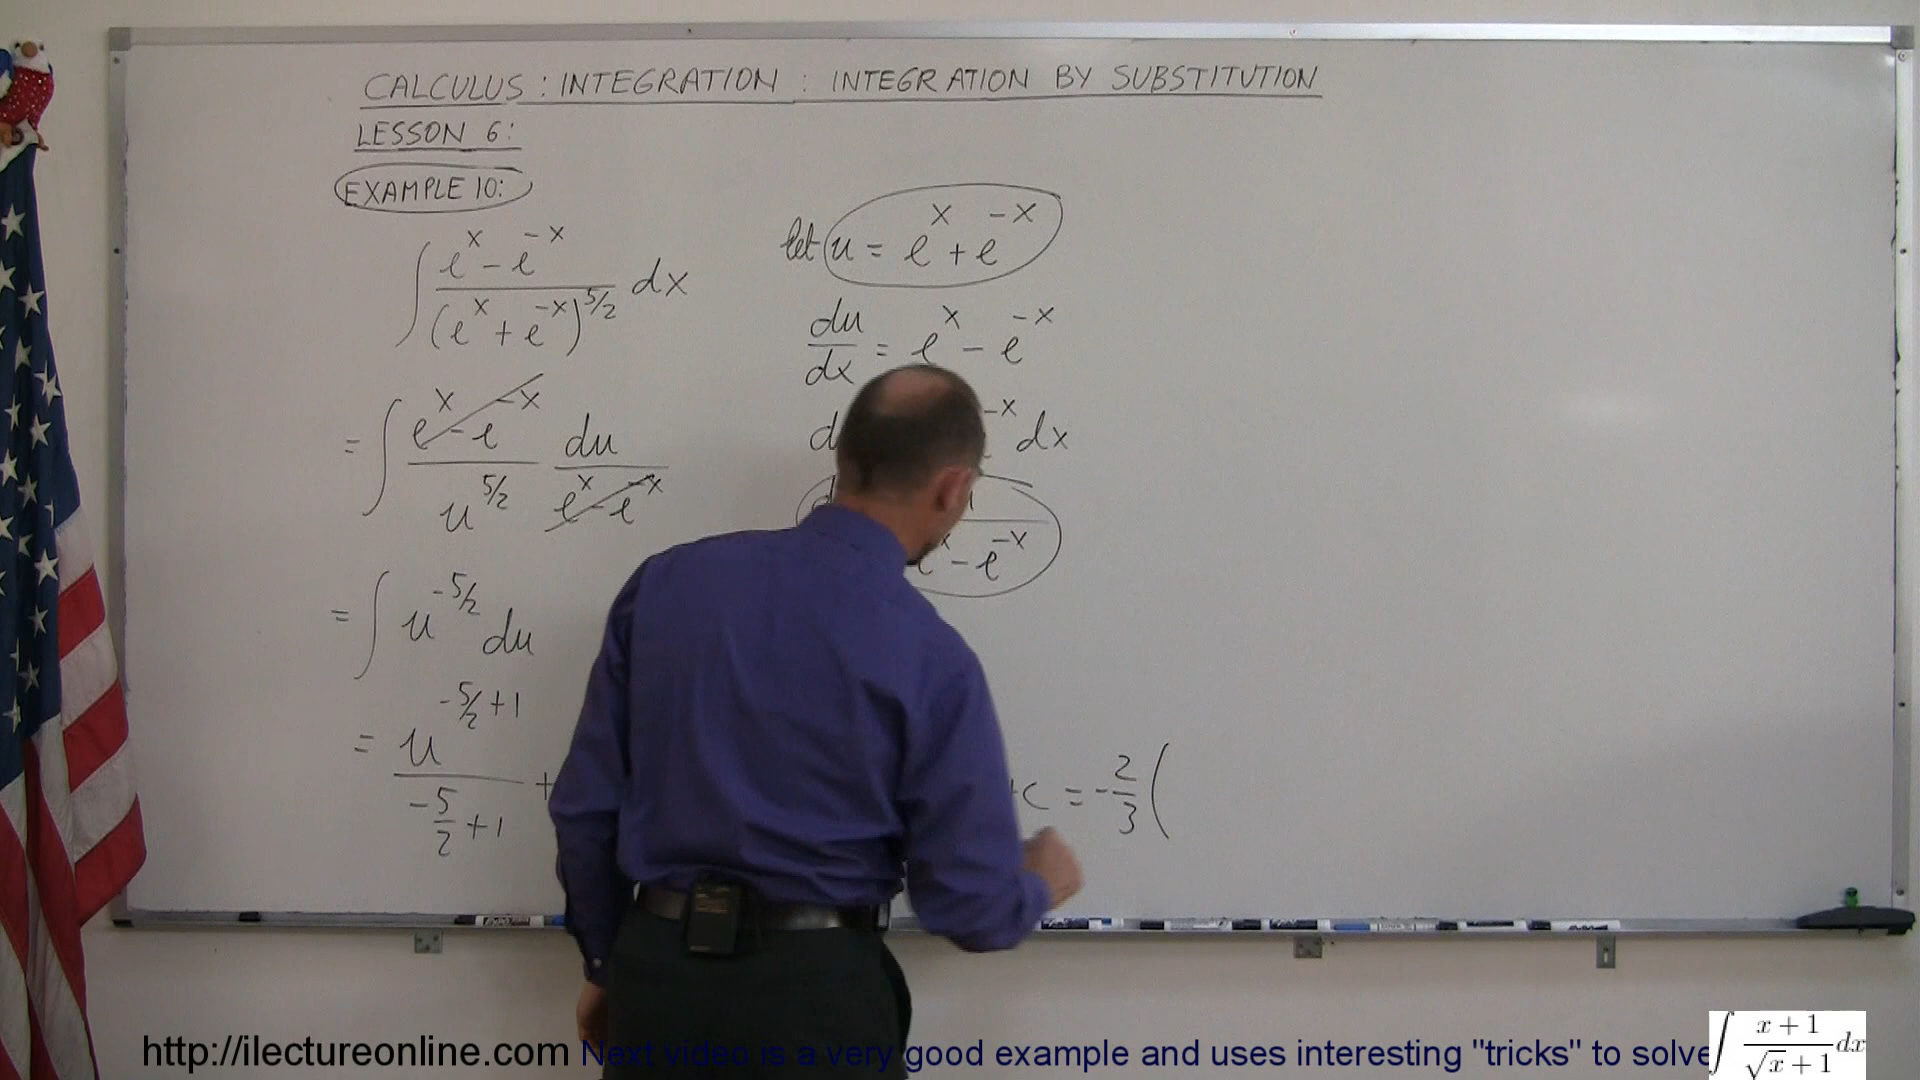 CALCULUS : INTEGRATION : INTEGRATION BY SUBSTITUTION
LESSON 6:
EXAMPLE 10:
∫ (e^x - e^-x)/(e^x + e^-x)^5/2 dx
= ∫ (e^x - e^-x)/u^5/2 du/(e^x - e^-x)
= ∫ u^-5/2 du
= u^(-5/2 + 1)/(-5/2 + 1) +
+ c = -2/3 (
let u = e^x + e^-x
du/dx = e^x - e^-x
-x dx
- e^-x
http://ilectureonline.com Next video is a very good example and uses interesting "tricks" to solve ∫ (x + 1)/(√x + 1) dx